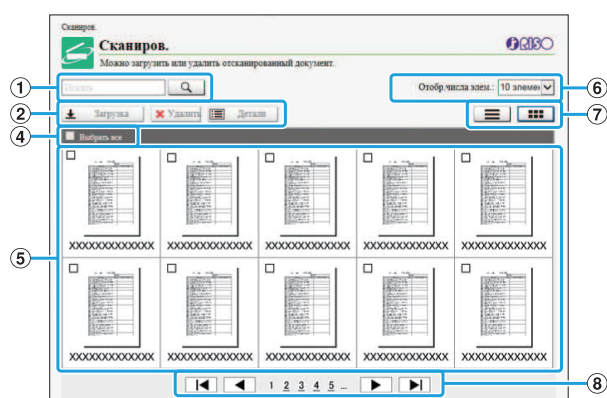 Сканиров.
Сканиров.
RISO
Можно загрузить или удалить отсканированный документ.
1
Искать
Отобр.числа элем.: 10 элемен
6
2
Загрузка Удалить Детали
7
4
Выбрать все
5
XXXXXXXXXXXXX XXXXXXXXXXXXX XXXXXXXXXXXXX XXXXXXXXXXXXX XXXXXXXXXXXXX
XXXXXXXXXXXXX XXXXXXXXXXXXX XXXXXXXXXXXXX XXXXXXXXXXXXX XXXXXXXXXXXXX
1 2 3 4 5 ...
8